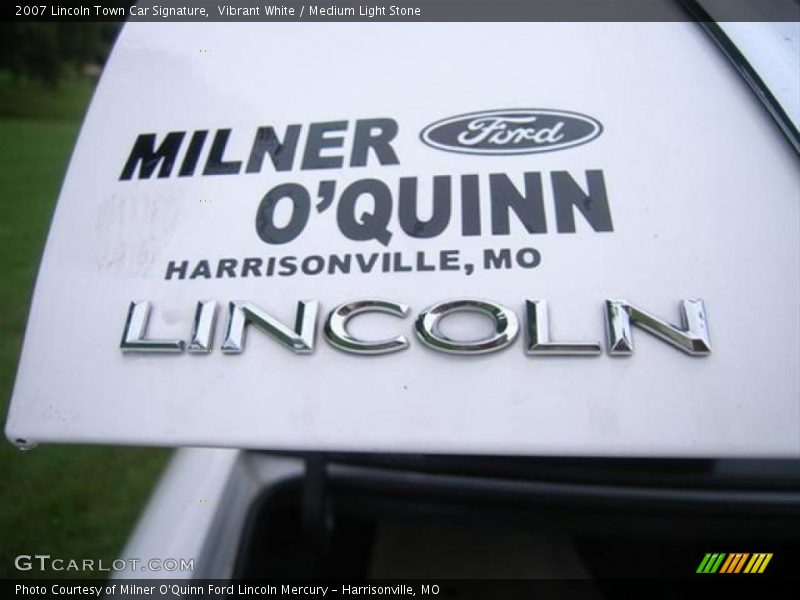 2007 Lincoln Town Car Signature,  Vibrant White / Medium Light Stone
MILNER Ford
O'QUINN
HARRISONVILLE, MO
LINCOLN
GTCARLOT.COM
Photo Courtesy of Milner O'Quinn Ford Lincoln Mercury - Harrisonville, MO